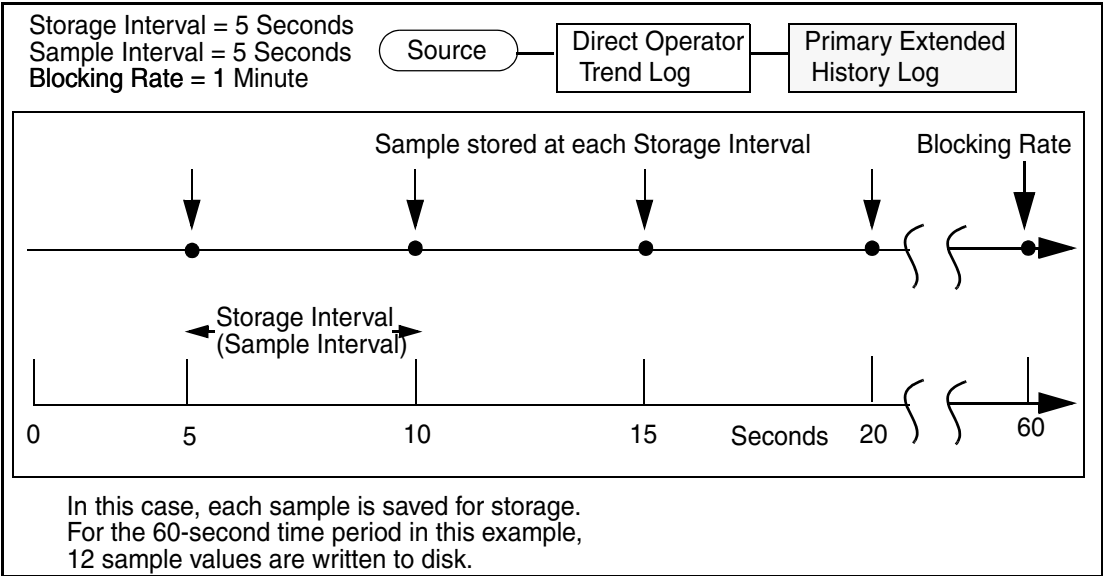 Storage Interval = 5 Seconds
Sample Interval = 5 Seconds
Blocking Rate = 1 Minute
Source
Direct Operator
Trend Log
Primary Extended
History Log
Sample stored at each Storage Interval
Blocking Rate
Storage Interval
(Sample Interval)
0 5 10 15 Seconds 20 60
In this case, each sample is saved for storage.
For the 60-second time period in this example,
12 sample values are written to disk.